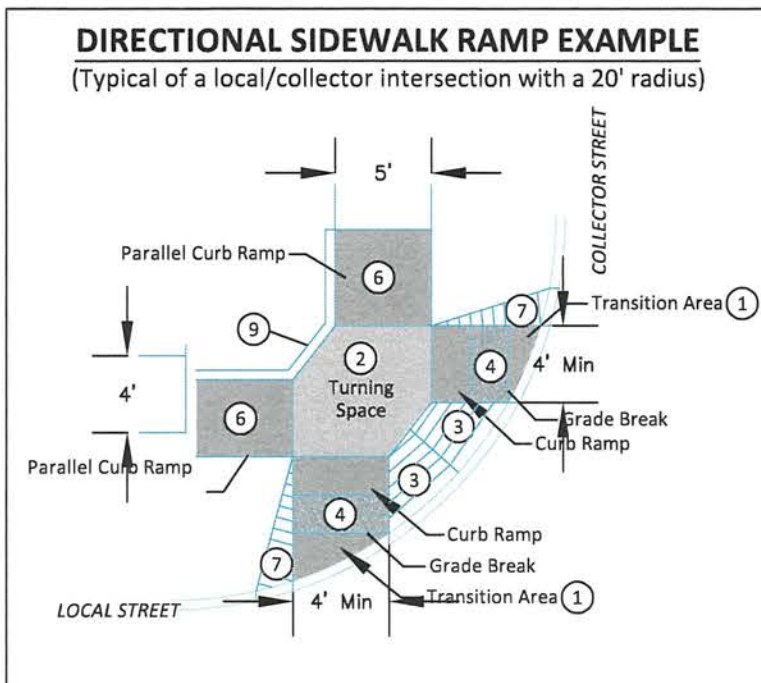 DIRECTIONAL SIDEWALK RAMP EXAMPLE
(Typical of a local/collector intersection with a 20' radius)
5'
COLLECTOR STREET
Parallel Curb Ramp
6
7
Transition Area 1
9
2
Turning
Space
4
4' Min
4'
6
3
Grade Break
Curb Ramp
Parallel Curb Ramp
3
4
Curb Ramp
Grade Break
7
Transition Area 1
LOCAL STREET
4' Min